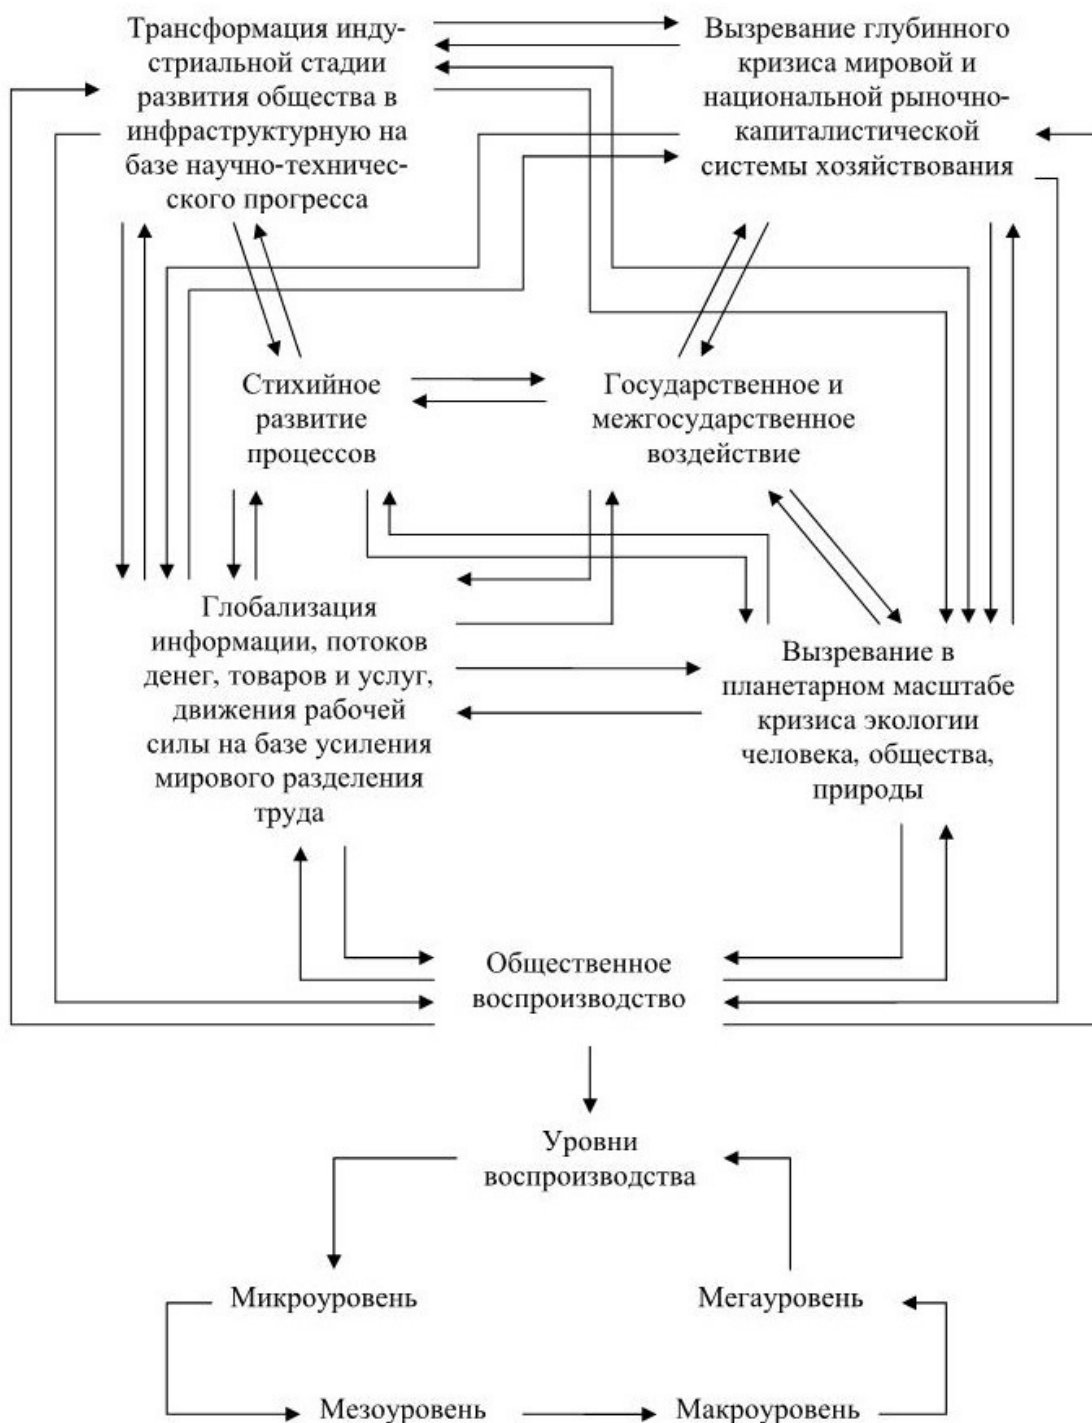 Трансформация инду-
стриальной стадии
развития общества в
инфраструктурную на
базе научно-техничес-
ского прогресса
Вызревание глубинного
кризиса мировой и
национальной рыночно-
капиталистической
системы хозяйствования
Стихийное
развитие
процессов
Государственное и
межгосударственное
воздействие
Глобализация
информации, потоков
денег, товаров и услуг,
движения рабочей
силы на базе усиления
мирового разделения
труда
Вызревание в
планетарном масштабе
кризиса экологии
человека, общества,
природы
Общественное
воспроизводство
Уровни
воспроизводства
Микроуровень
Мегауровень
Мезоуровень
Макроуровень